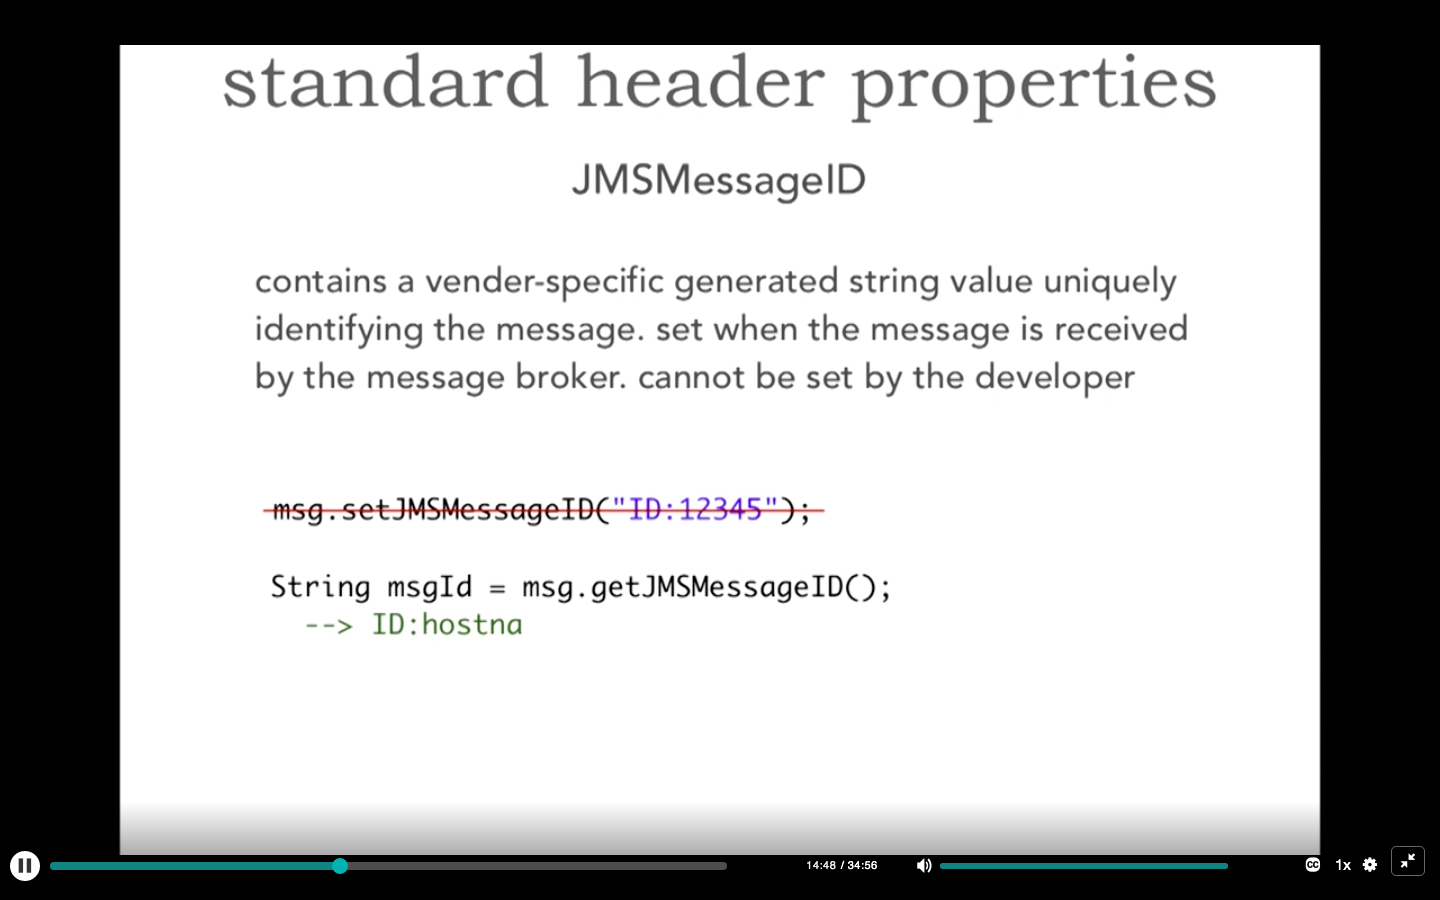 standard header properties
JMSMessageID
contains a vender-specific generated string value uniquely
identifying the message. set when the message is received
by the message broker. cannot be set by the developer
msg.setJMSMessageID("ID:12345");
String msgId = msg.getJMSMessageID();
--> ID:hostna
14:48 / 34:56
CC
1x